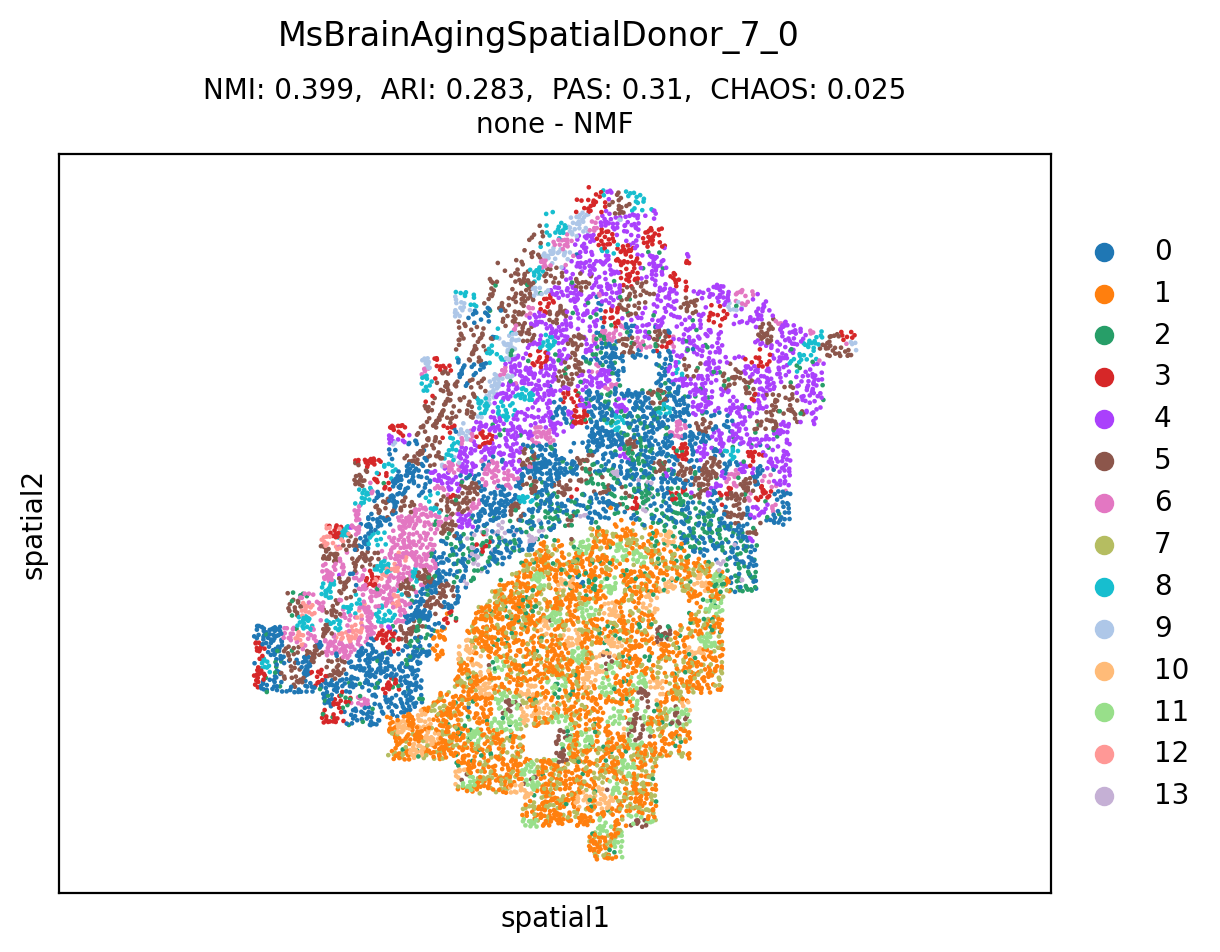 MsBrainAgingSpatialDonor_7_0
NMI: 0.399,  ARI: 0.283,  PAS: 0.31,  CHAOS: 0.025
none - NMF
0
1
2
3
4
5
6
7
8
9
10
11
12
13
spatial2
spatial1